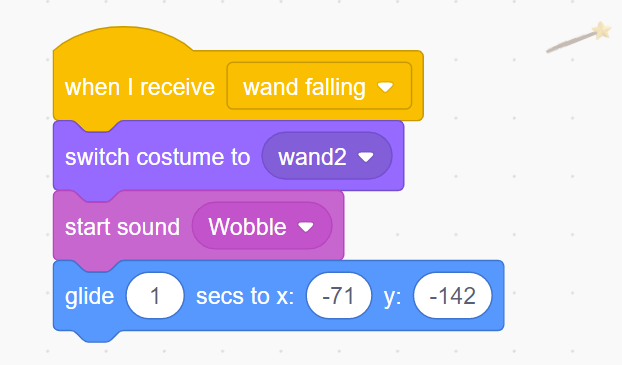 when I receive wand falling
switch costume to wand2
start sound Wobble
glide 1 secs to x: -71 y: -142